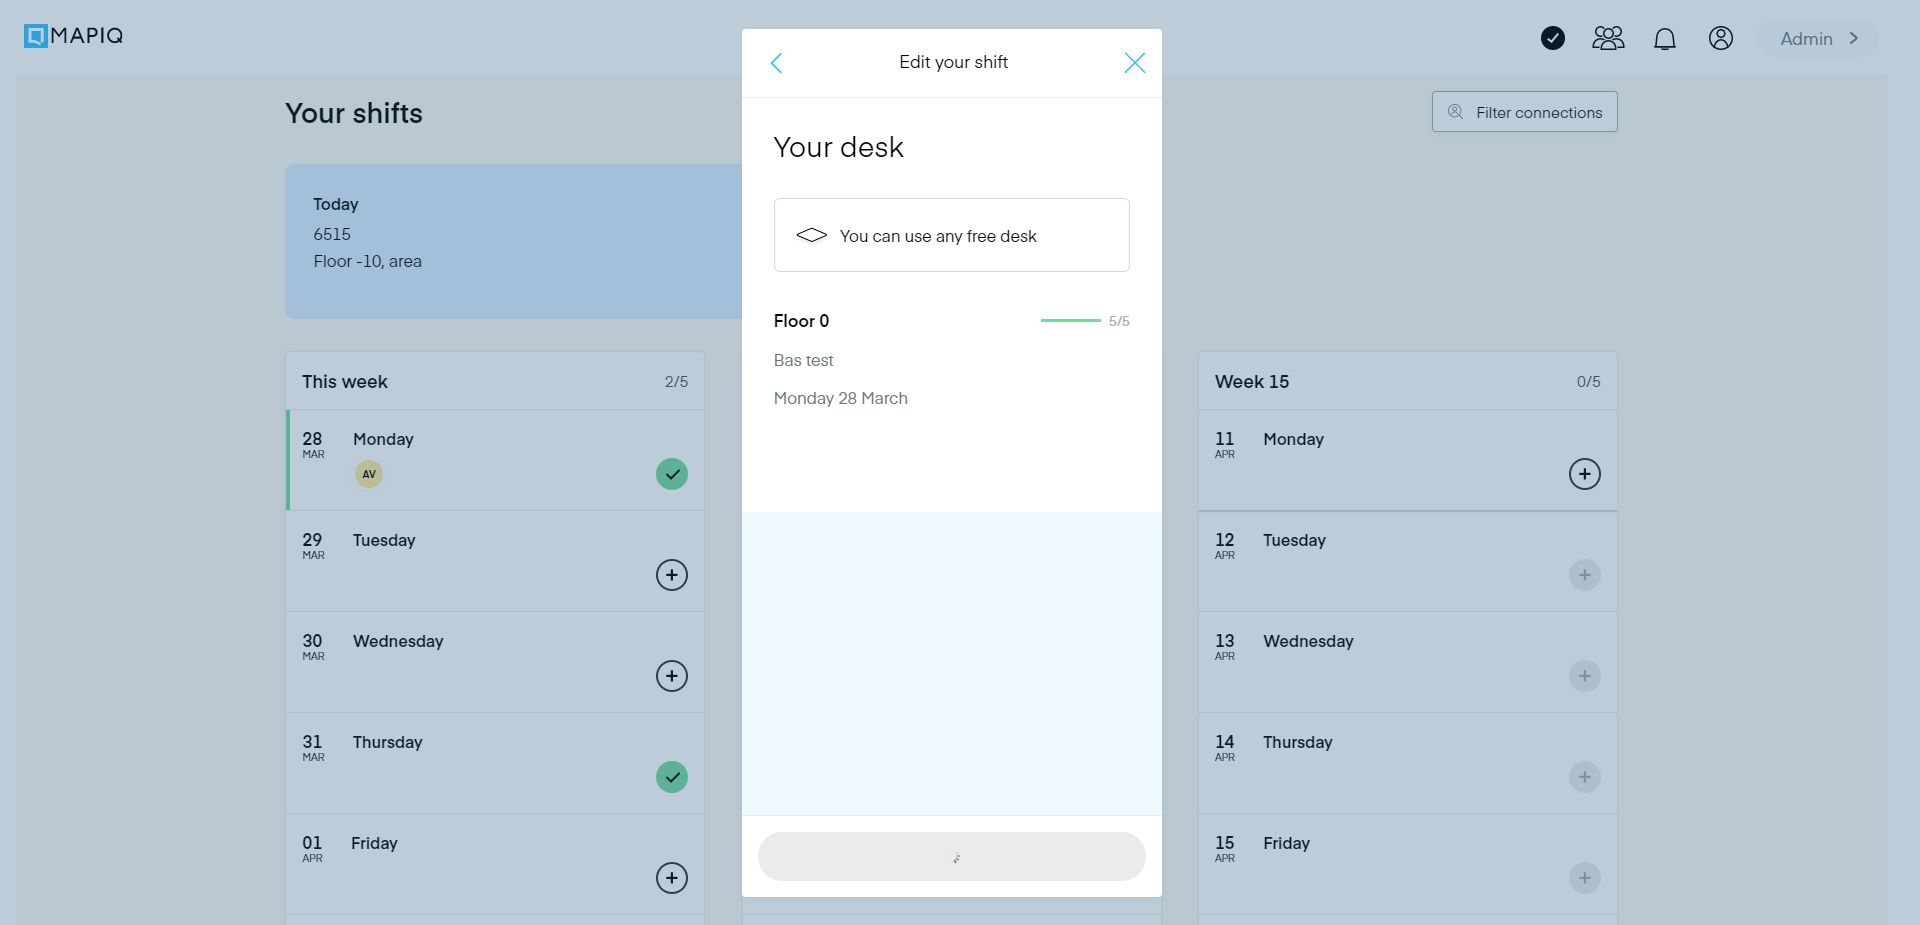 MAPIQ
Admin
Your shifts
Filter connections
Today
6515
Floor -10, area
This week 2/5
28 MAR Monday
AV
29 MAR Tuesday
30 MAR Wednesday
31 MAR Thursday
01 APR Friday
Edit your shift
Your desk
You can use any free desk
Floor 0 5/5
Bas test
Monday 28 March
Week 15 0/5
11 APR Monday
12 APR Tuesday
13 APR Wednesday
14 APR Thursday
15 APR Friday